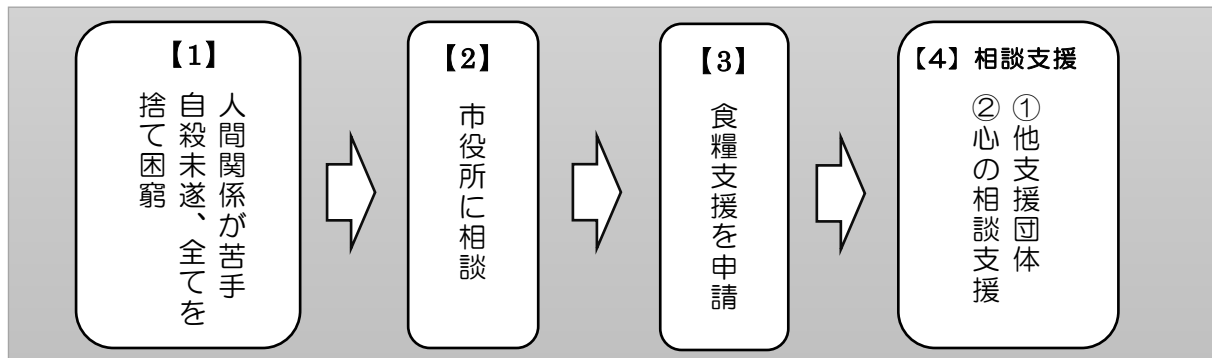 【1】
人間関係が苦手
自殺未遂、全てを
捨て困窮
【2】
市役所に相談
【3】
食糧支援を申請
【4】相談支援
①他支援団体
②心の相談支援